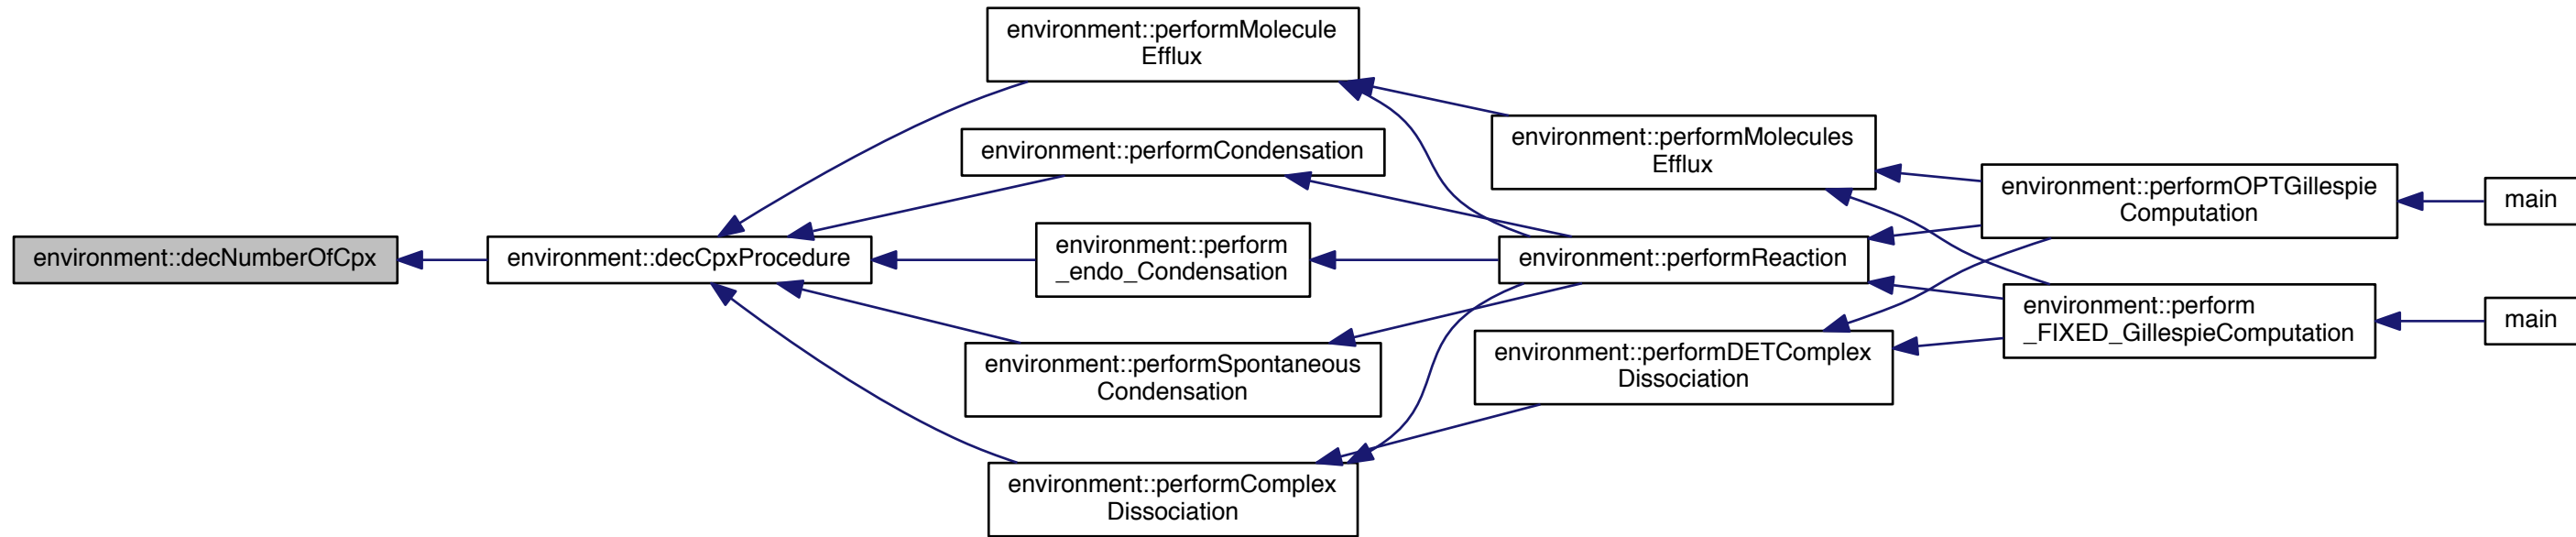 environment::decNumberOfCpx
environment::decCpxProcedure
environment::performMolecule
Efflux
environment::performCondensation
environment::perform
_endo_Condensation
environment::performSpontaneous
Condensation
environment::performComplex
Dissociation
environment::performMolecules
Efflux
environment::performReaction
environment::performDETComplex
Dissociation
environment::performOPTGillespie
Computation
environment::perform
_FIXED_GillespieComputation
main
main